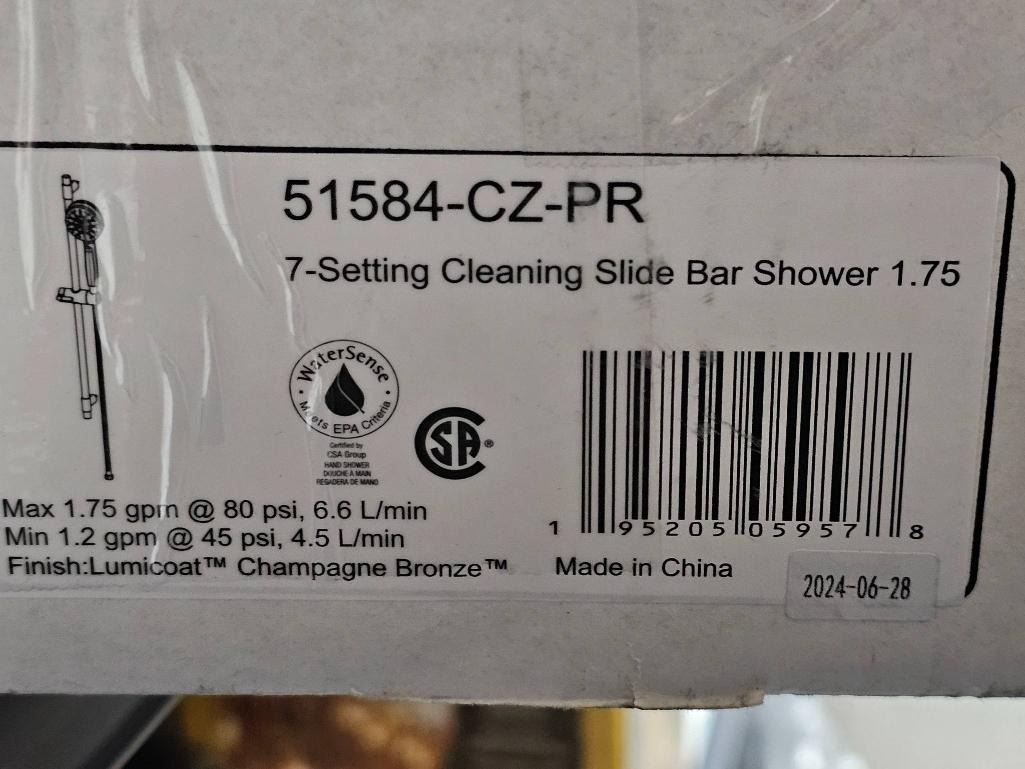 51584-CZ-PR
7-Setting Cleaning Slide Bar Shower 1.75
WaterSense
Meets EPA Criteria
Certified by
CSA Group
HAND SHOWER
DOUCHE A MAIN
REGADERA DE MANO
SA®
Max 1.75 gpm @ 80 psi, 6.6 L/min
Min 1.2 gpm @ 45 psi, 4.5 L/min
Finish:Lumicoat™ Champagne Bronze™
1 95205 05957 8
Made in China
2024-06-28